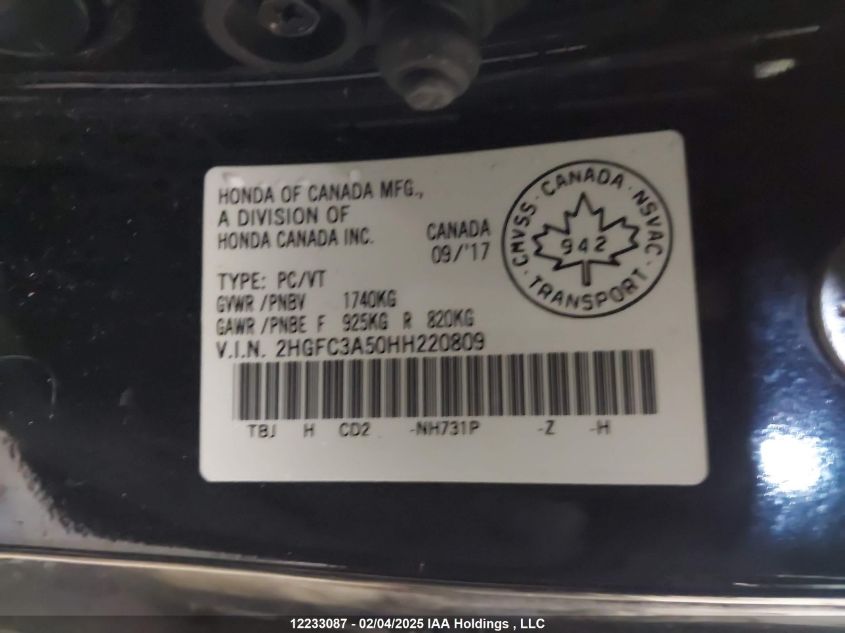 HONDA OF CANADA MFG.,
A DIVISION OF
HONDA CANADA INC.
CANADA
09/'17
TYPE: PC/VT
GVWR /PNBV 1740KG
GAWR /PNBE F 925KG R 820KG
V.I.N. 2HGFC3A50HH220809
TBJ H CD2 -NH731P -Z -H
CMVSS · CANADA · NSVAC · TRANSPORT ·
942
12233087 - 02/04/2025 IAA Holdings , LLC